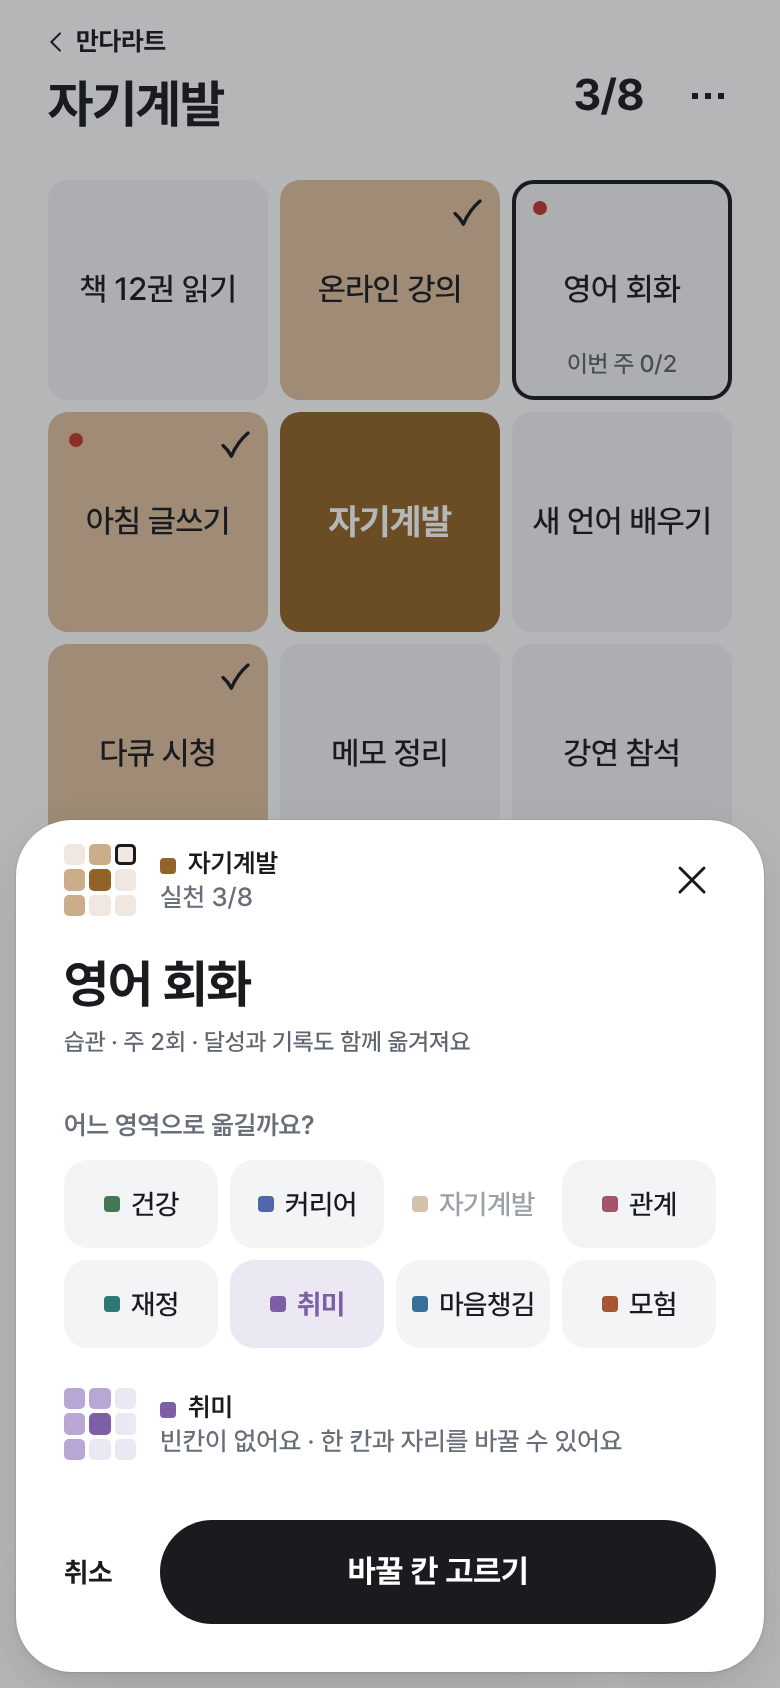 만다라트
자기계발
3/8
책 12권 읽기
온라인 강의
영어 회화
이번 주 0/2
아침 글쓰기
자기계발
새 언어 배우기
다큐 시청
메모 정리
강연 참석
자기계발
실천 3/8
영어 회화
습관 · 주 2회 · 달성과 기록도 함께 옮겨져요
어느 영역으로 옮길까요?
건강
커리어
자기계발
관계
재정
취미
마음챙김
모험
취미
빈칸이 없어요 · 한 칸과 자리를 바꿀 수 있어요
취소
바꿀 칸 고르기